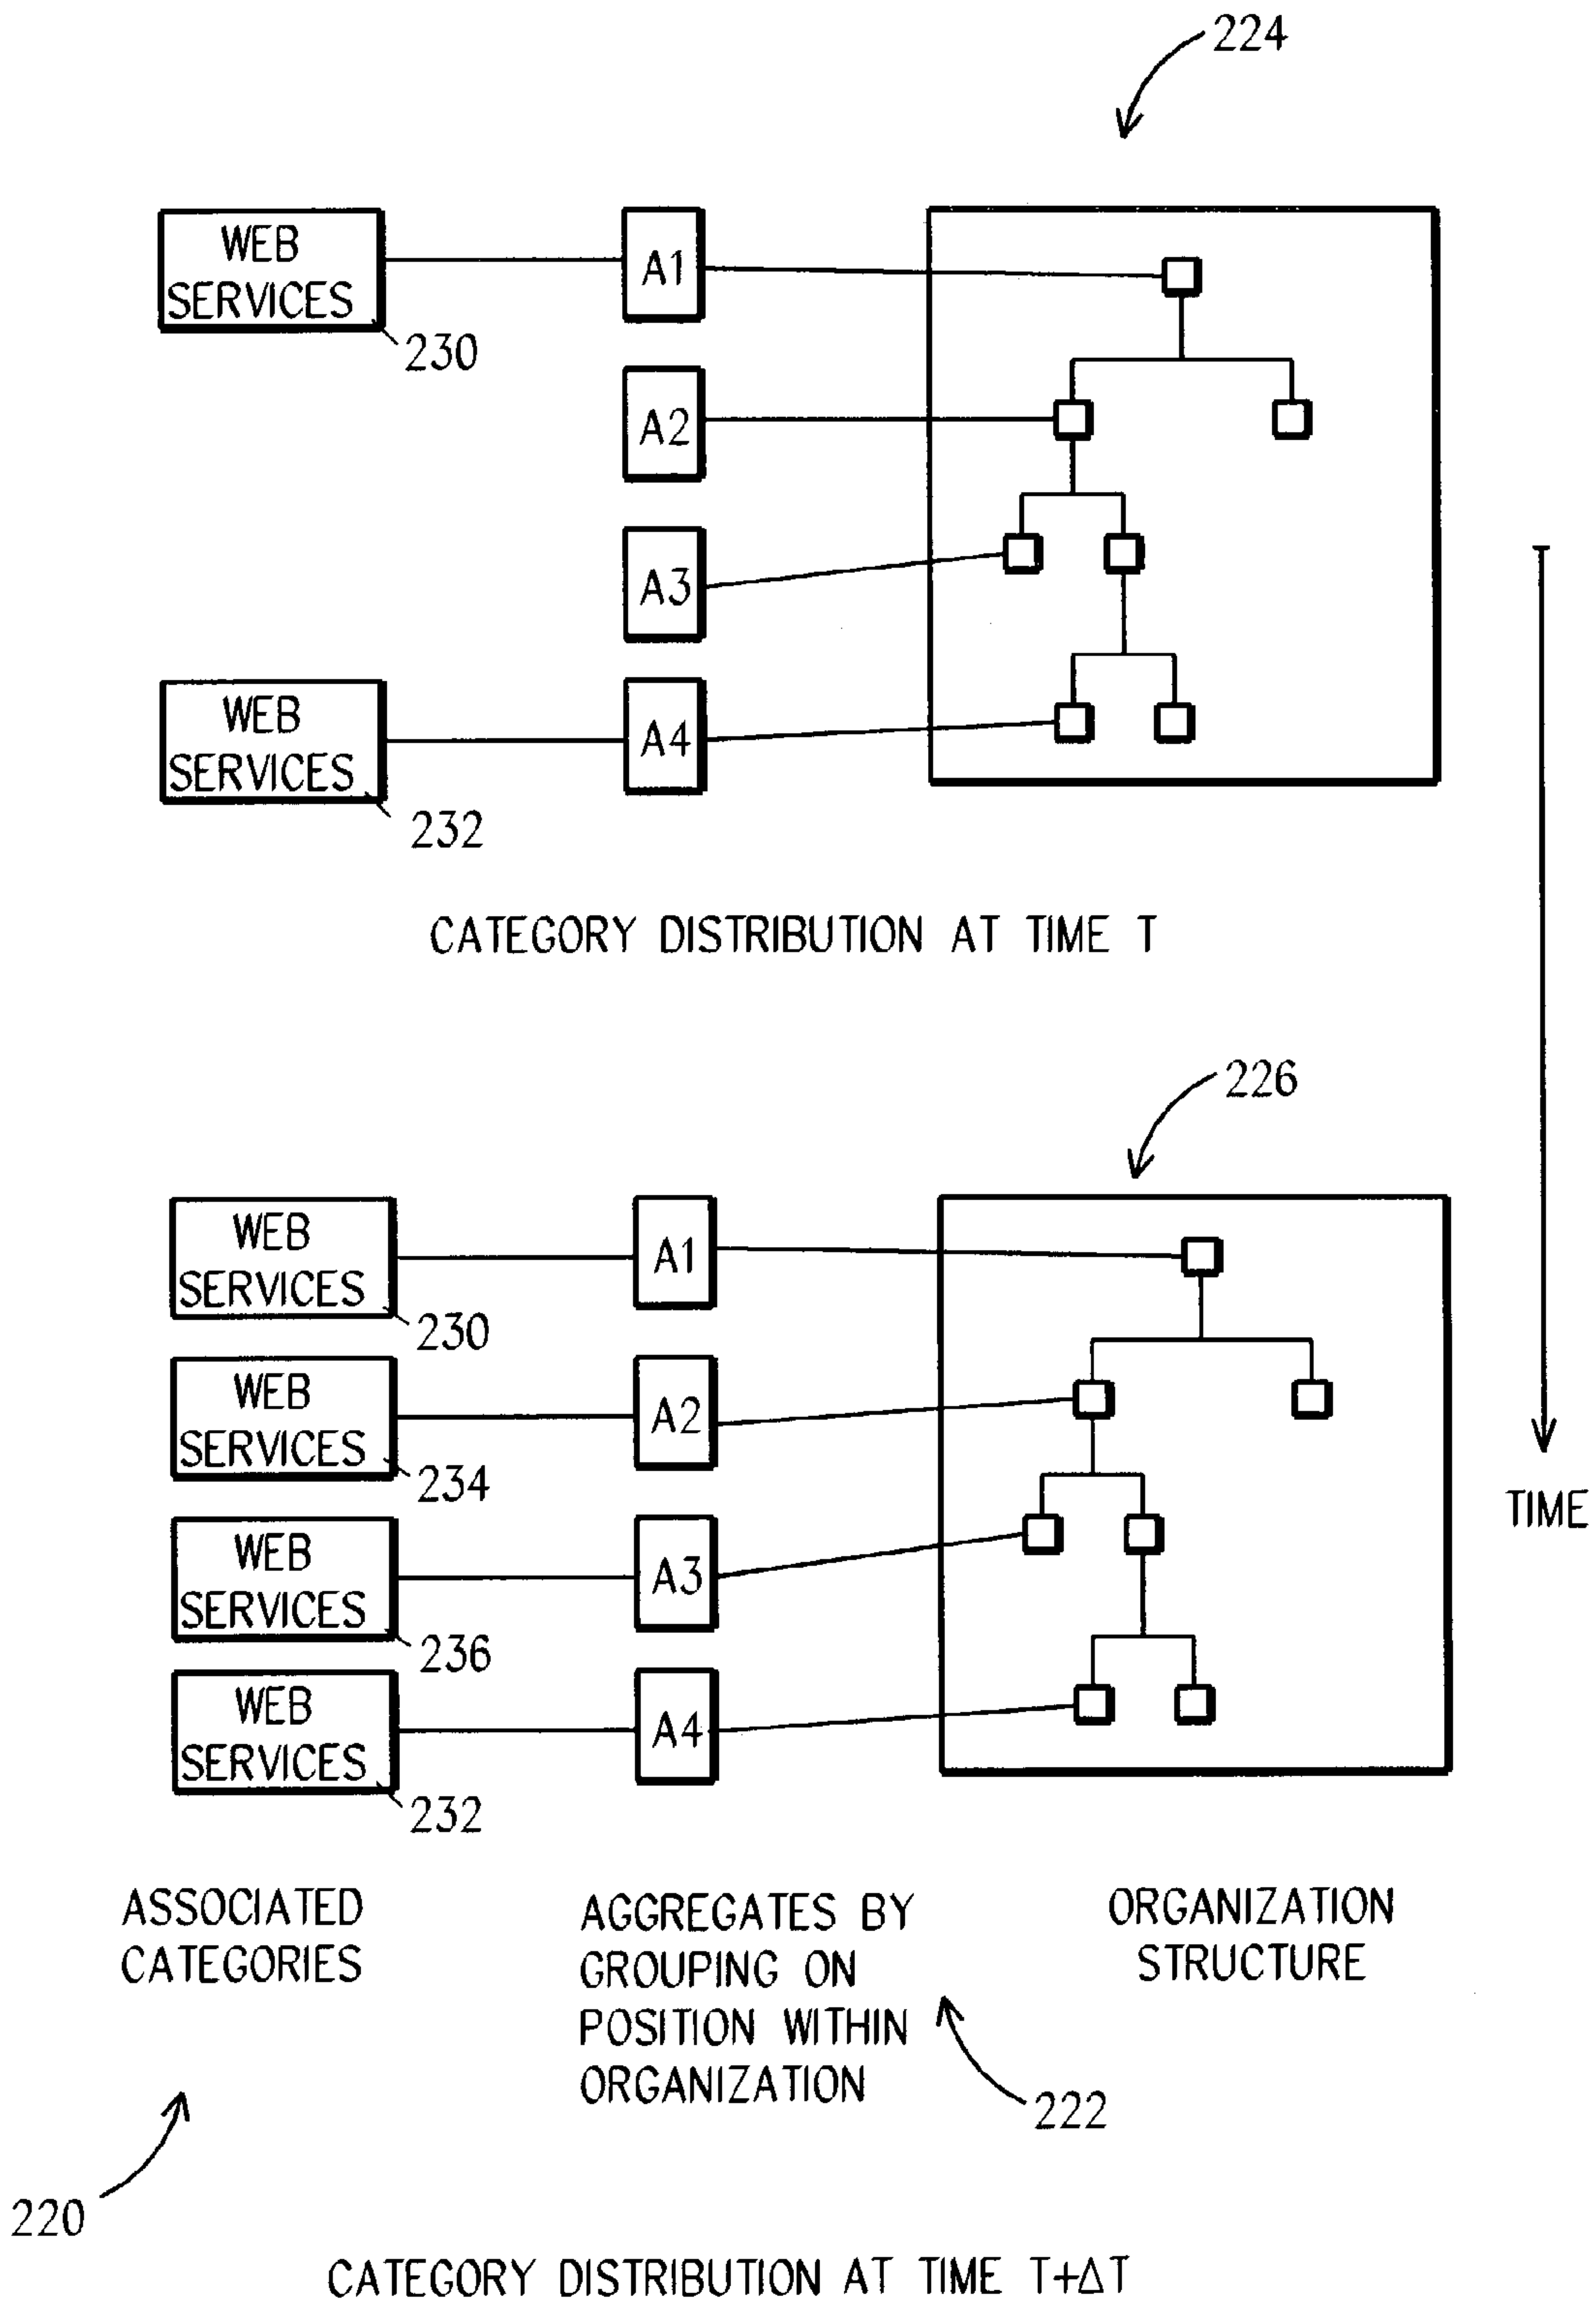 224
WEB
SERVICES
230
A1
A2
A3
WEB
SERVICES
232
A4
CATEGORY DISTRIBUTION AT TIME T
226
WEB
SERVICES
230
A1
WEB
SERVICES
234
A2
TIME
WEB
SERVICES
236
A3
WEB
SERVICES
232
A4
ASSOCIATED
CATEGORIES
AGGREGATES BY
GROUPING ON
POSITION WITHIN
ORGANIZATION
ORGANIZATION
STRUCTURE
222
220
CATEGORY DISTRIBUTION AT TIME T+ΔT